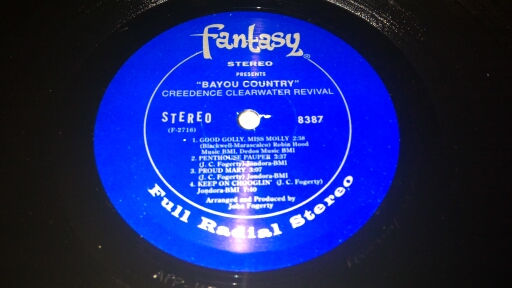 fantasy®
STEREO
PRESENTS
"BAYOU COUNTRY"
CREEDENCE CLEARWATER REVIVAL
STEREO 8387
(F-2716)
1. GOOD GOLLY, MISS MOLLY 2:38
(Blackwell-Marascalco) Robin Hood
Music BMI, Dedos Music BMI
2. PENTHOUSE PAUPER 3:37
(J. C. Fogerty) Jondora-BMI
3. PROUD MARY 3:07
(J. C. Fogerty) Jondora-BMI
4. KEEP ON CHOOGLIN' (J. C. Fogerty)
Jondora-BMI 7:40
Arranged and Produced by
John Fogerty
Full Radial Stereo